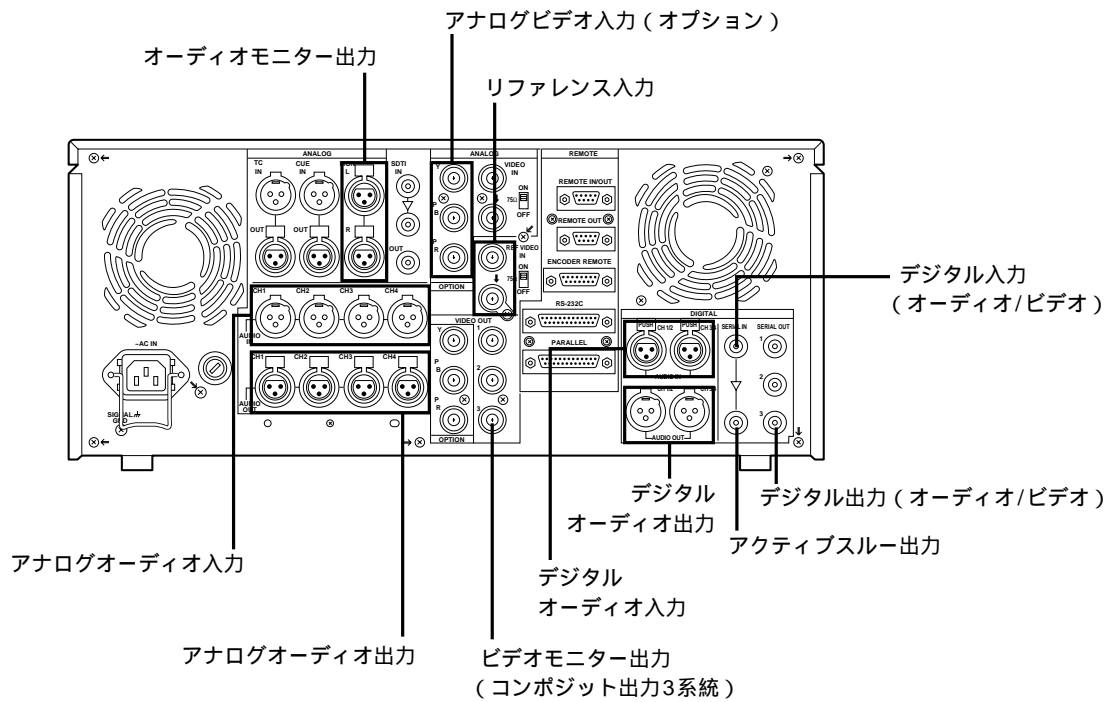 アナログビデオ入力（オプション）
オーディオモニター出力
リファレンス入力
ANALOG
TC
IN
CUE
IN
L
SDTI
IN
OUT
OUT
R
OUT
ANALOG
Y
P
B
P
R
VIDEO
IN
ON
75Ω
OFF
REF VIDEO
IN
ON
75Ω
OFF
OPTION
REMOTE
REMOTE IN/OUT
REMOTE OUT
ENCODER REMOTE
RS-232C
PARALLEL
デジタル入力
（オーディオ/ビデオ）
CH1
CH2
CH3
CH4
AUDIO
IN
CH1
CH2
CH3
CH4
AUDIO
OUT
~AC IN
SIGNAL
GND
VIDEO OUT
Y
P
B
P
R
1
2
3
OPTION
DIGITAL
PUSH
CH 1/2
PUSH
SERIAL IN
SERIAL OUT
1
2
3
AUDIO IN
AUDIO OUT
デジタル
オーディオ出力
デジタル出力（オーディオ/ビデオ）
アクティブスルー出力
アナログオーディオ入力
デジタル
オーディオ入力
アナログオーディオ出力
ビデオモニター出力
（コンポジット出力3系統）